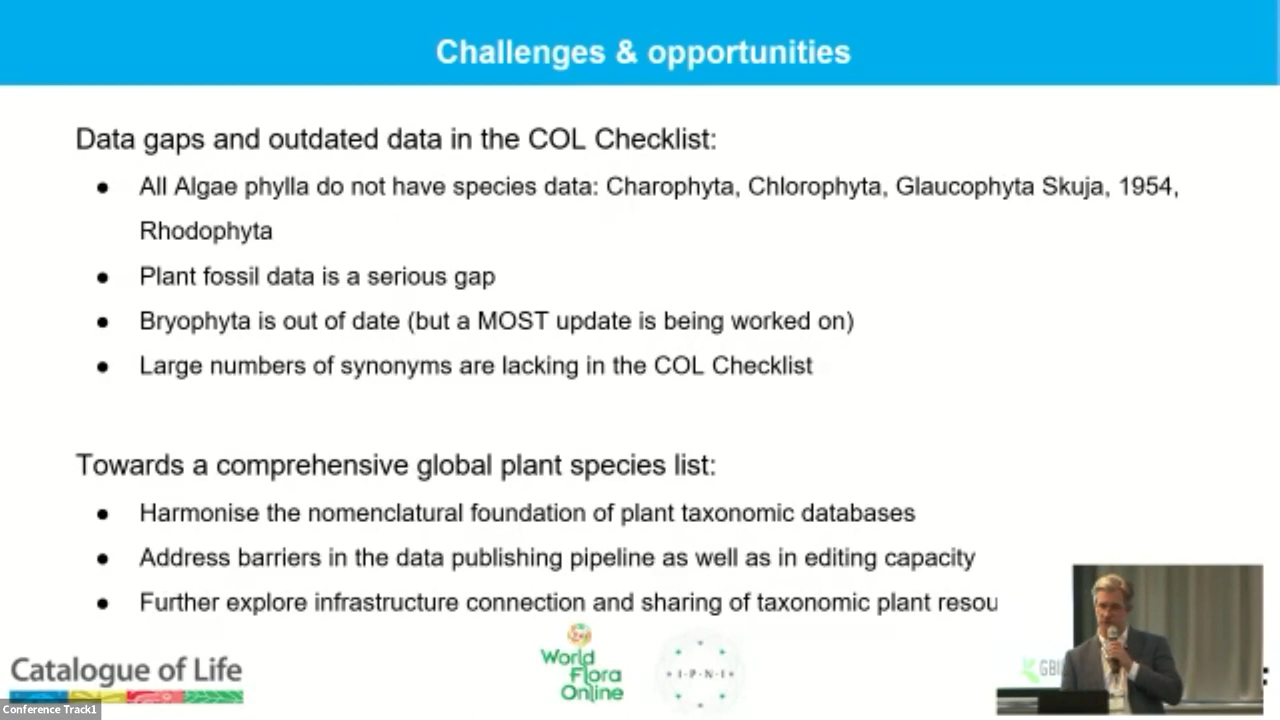 Challenges & opportunities
Data gaps and outdated data in the COL Checklist:
● All Algae phylla do not have species data: Charophyta, Chlorophyta, Glaucophyta Skuja, 1954,
Rhodophyta
● Plant fossil data is a serious gap
● Bryophyta is out of date (but a MOST update is being worked on)
● Large numbers of synonyms are lacking in the COL Checklist
Towards a comprehensive global plant species list:
● Harmonise the nomenclatural foundation of plant taxonomic databases
● Address barriers in the data publishing pipeline as well as in editing capacity
● Further explore infrastructure connection and sharing of taxonomic plant resou
Catalogue of Life
World
Flora
Online
I·P·N·I
GBI
Conference Track1